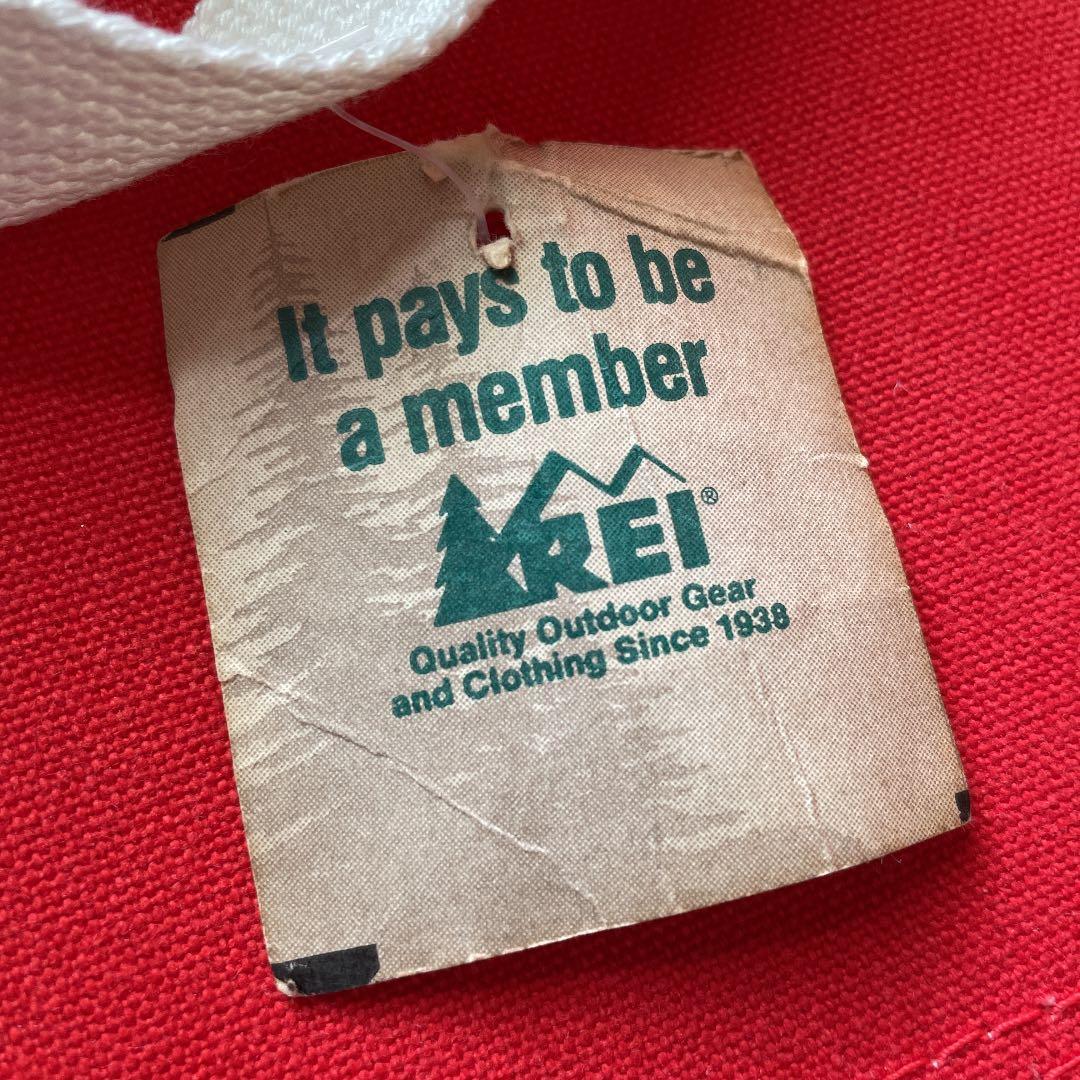 It pays to be
a member
REI®
Quality Outdoor Gear
and Clothing Since 1938